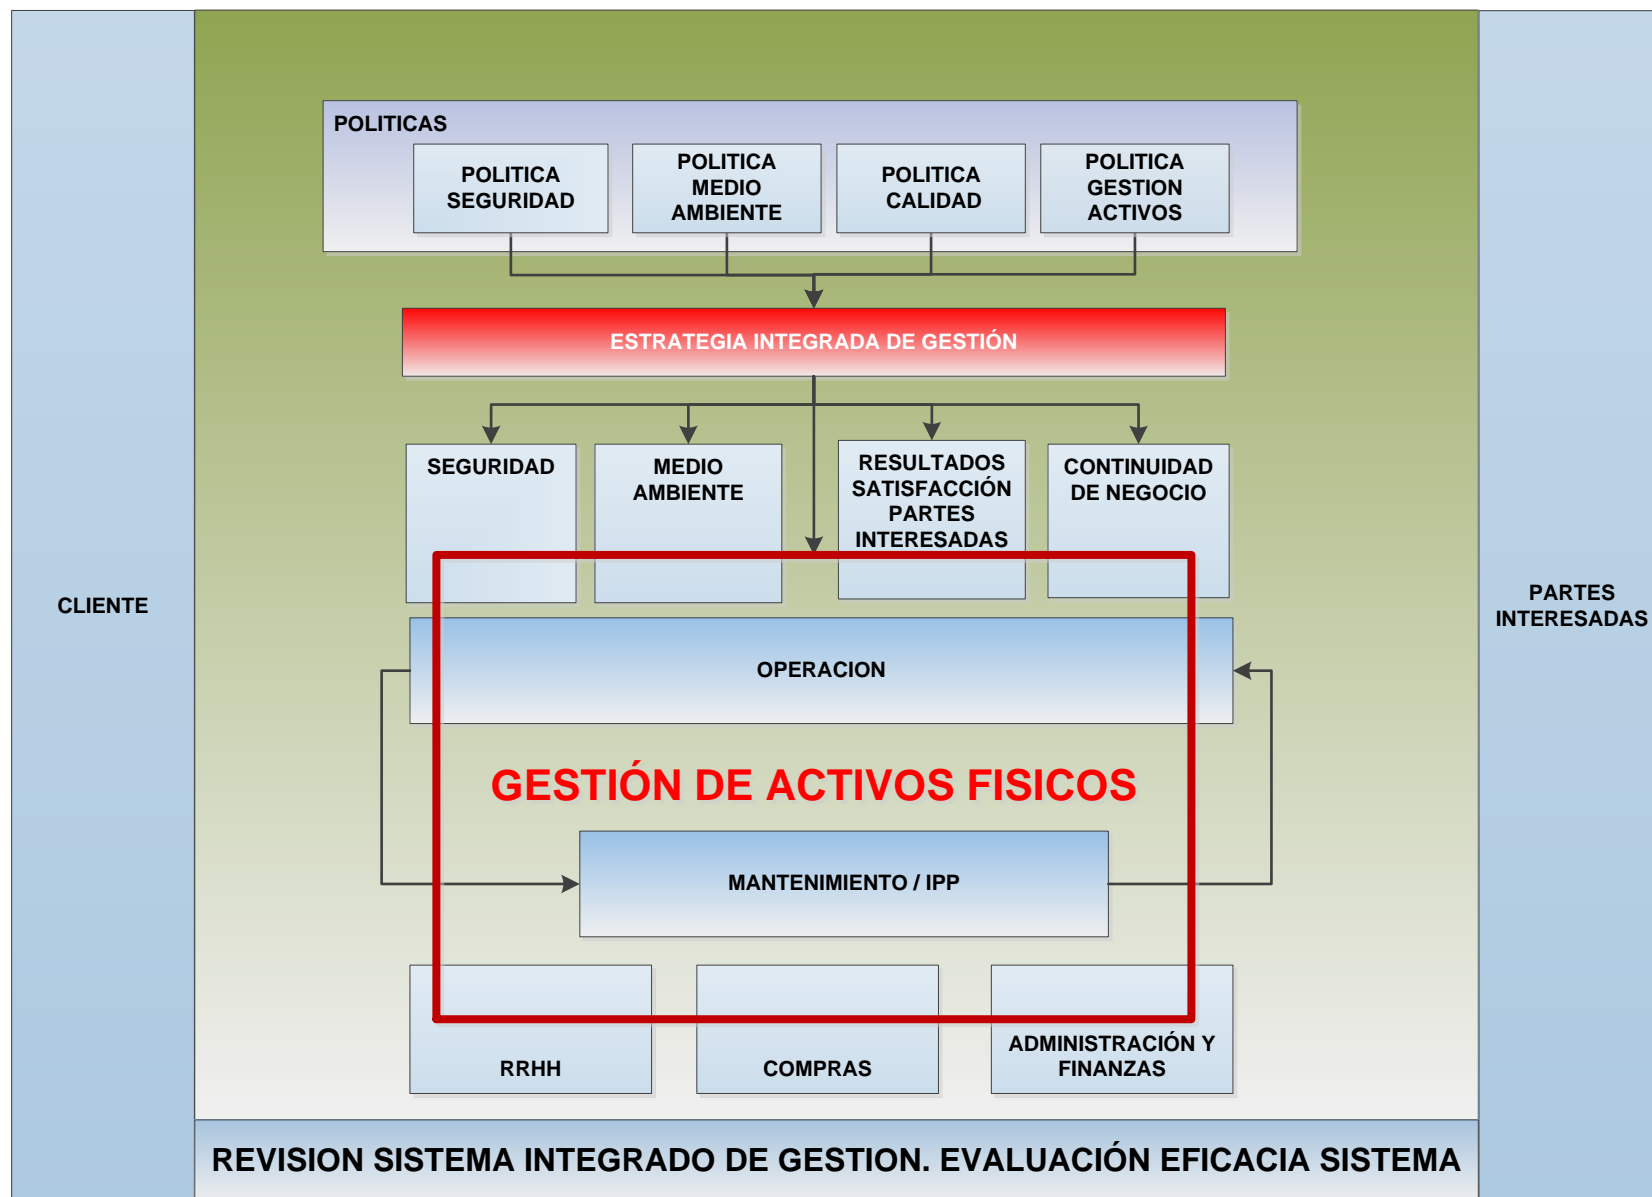 POLITICAS
POLITICA
SEGURIDAD
POLITICA
MEDIO
AMBIENTE
POLITICA
CALIDAD
POLITICA
GESTION
ACTIVOS
ESTRATEGIA INTEGRADA DE GESTIÓN
SEGURIDAD
MEDIO
AMBIENTE
RESULTADOS
SATISFACCIÓN
PARTES
INTERESADAS
CONTINUIDAD
DE NEGOCIO
CLIENTE
PARTES
INTERESADAS
OPERACION
GESTIÓN DE ACTIVOS FISICOS
MANTENIMIENTO / IPP
RRHH
COMPRAS
ADMINISTRACIÓN Y
FINANZAS
REVISION SISTEMA INTEGRADO DE GESTION. EVALUACIÓN EFICACIA SISTEMA